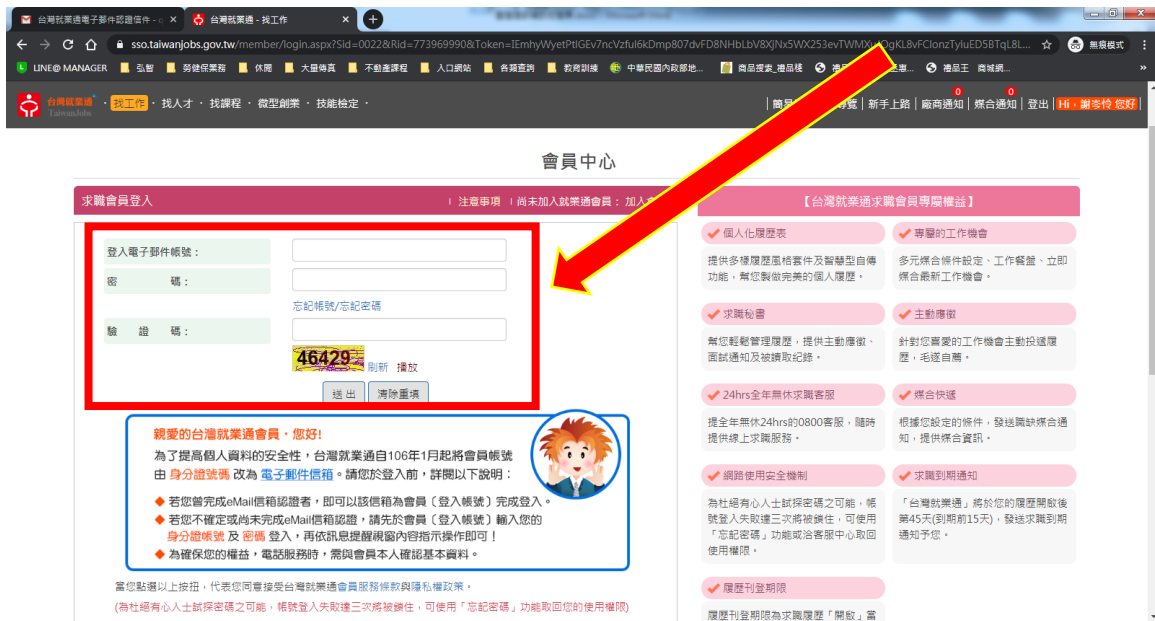 台灣就業通電子郵件認證信件 -
台灣就業通 - 找工作
sso.taiwanjobs.gov.tw/member/login.aspx?Sid=0022&Rid=773969990&Token=
無痕模式
LINE@ MANAGER
弘智
勞健保業務
休閒
大量傳真
不動產課程
人口網站
各類查詢
教育訓練
中華民國內政部地...
商品搜索_禮品棧
禮品王 商城網...
台灣就業通
TaiwanJobs
· 找工作 · 找人才 · 找課程 · 微型創業 · 技能檢定 ·
新手上路 | 廠商通知 | 媒合通知 | 登出 | Hi，謝岺伶 您好
0 0
會員中心
求職會員登入
注意事項 | 尚未加入就業通會員：
登入電子郵件帳號：
密 碼：
忘記帳號/忘記密碼
驗 證 碼：
46429 刷新 播放
送出 清除重填
親愛的台灣就業通會員，您好!
為了提高個人資料的安全性，台灣就業通自106年1月起將會員帳號
由 身分證號碼 改為 電子郵件信箱。請您於登入前，詳閱以下說明：
◆ 若您曾完成eMail信箱認證者，即可以該信箱為會員〔登入帳號〕完成登入。
◆ 若您不確定或尚未完成eMail信箱認證，請先於會員〔登入帳號〕輸入您的
身分證帳號 及 密碼 登入，再依訊息提醒視窗內容指示操作即可！
◆ 為確保您的權益，電話服務時，需與會員本人確認基本資料。
當您點選以上按扭，代表您同意接受台灣就業通會員服務條款與隱私權政策。
(為杜絕有心人士試探密碼之可能，帳號登入失敗達三次將被鎖住，可使用「忘記密碼」功能取回您的使用權限)
【台灣就業通求職會員專屬權益】
個人化履歷表
提供多樣履歷風格套件及智慧型自傳
功能，幫您製做完美的個人履歷。
專屬的工作機會
多元媒合條件設定、工作餐盤、立即
媒合最新工作機會。
求職秘書
幫您輕鬆管理履歷，提供主動應徵、
面試通知及被讀取紀錄。
主動應徵
針對您喜愛的工作機會主動投遞履
歷，毛遂自薦。
24hrs全年無休求職客服
提全年無休24hrs的0800客服，隨時
提供線上求職服務。
媒合快遞
根據您設定的條件，發送職缺媒合通
知，提供媒合資訊。
網路使用安全機制
為杜絕有心人士試探密碼之可能，帳
號登入失敗達三次將被鎖住，可使用
「忘記密碼」功能或洽客服中心取回
使用權限。
求職到期通知
「台灣就業通」將於您的履歷開啟後
第45天(到期前15天)，發送求職到期
通知予您。
履歷刊登期限
履歷刊登期限為求職履歷「開啟」當